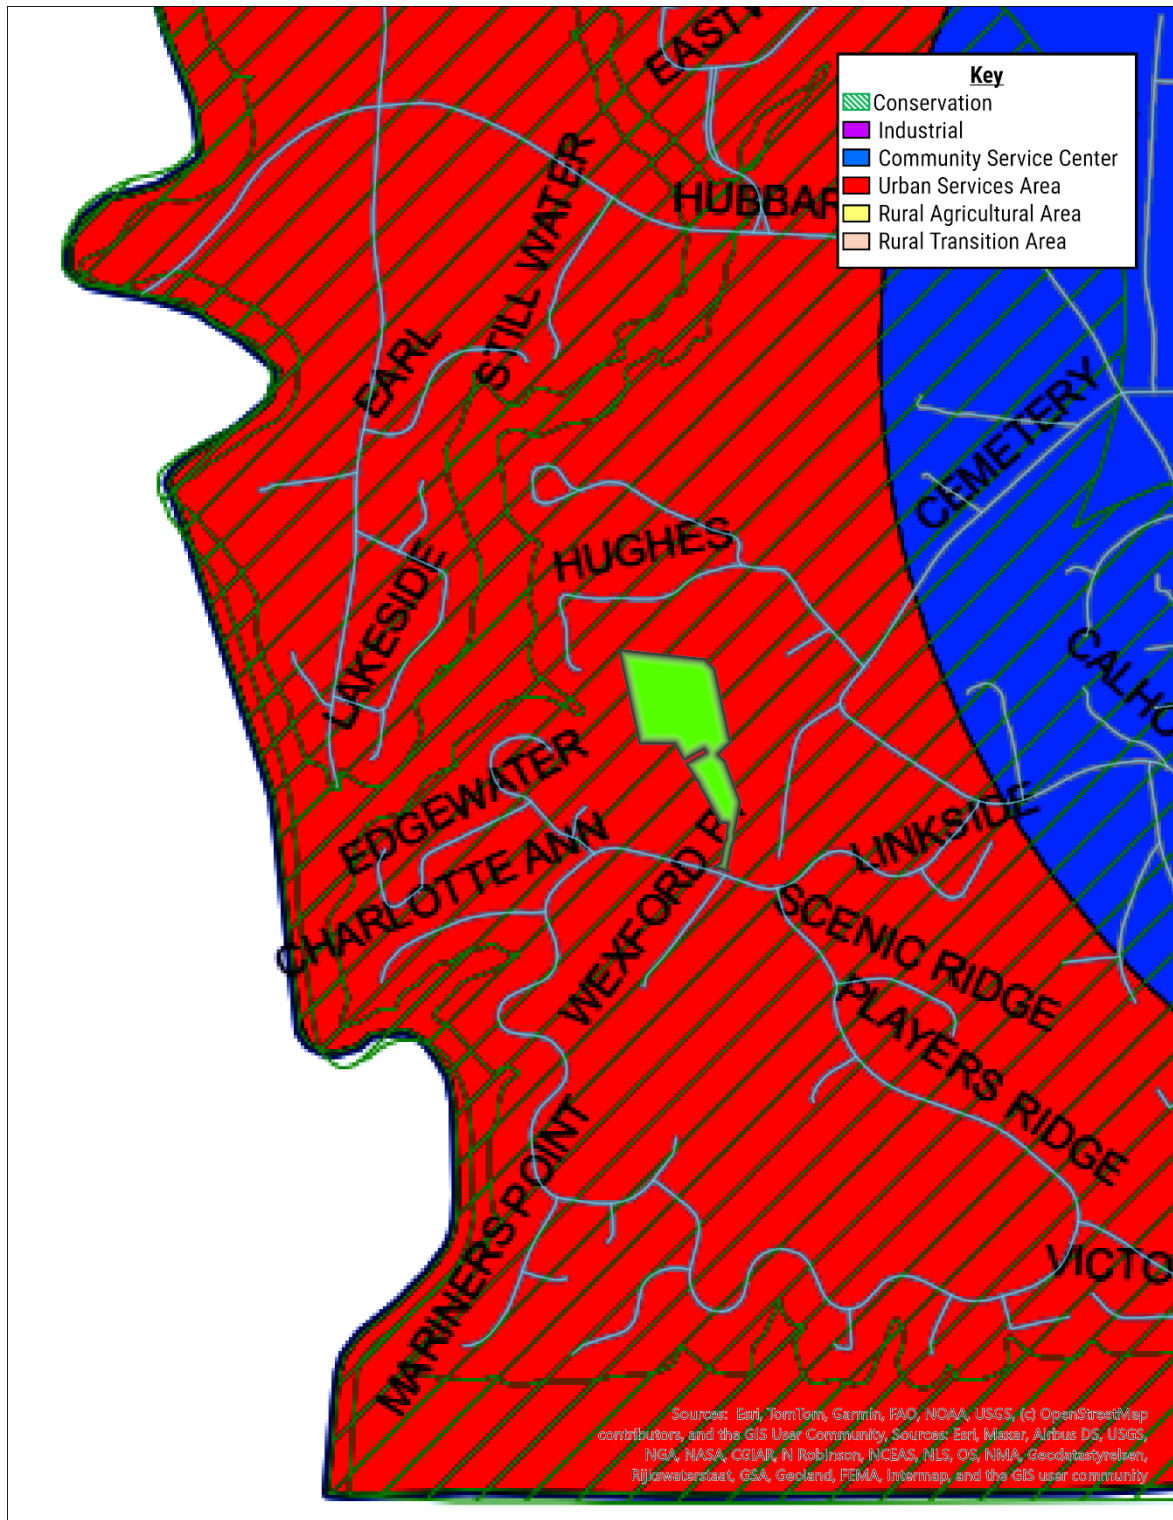 EASTV
Key
Conservation
Industrial
Community Service Center
Urban Services Area
Rural Agricultural Area
Rural Transition Area
HUBBAR
STILL WATER
EARL
CEMETERY
HUGHES
LAKESIDE
CALHO
EDGEWATER
LINKSIDE
CHARLOTTE ANN
WEXFORD P
SCENIC RIDGE
PLAYERS RIDGE
MARINERS POINT
VICTO
Sources: Esri, TomTom, Garmin, FAO, NOAA, USGS, (c) OpenStreetMap
contributors, and the GIS User Community, Sources: Esri, Maxar, Airbus DS, USGS,
NGA, NASA, CGIAR, N Robinson, NCEAS, NLS, OS, NMA, Geodatastyrelsen,
Rijkswaterstaat, GSA, Geoland, FEMA, Intermap, and the GIS user community